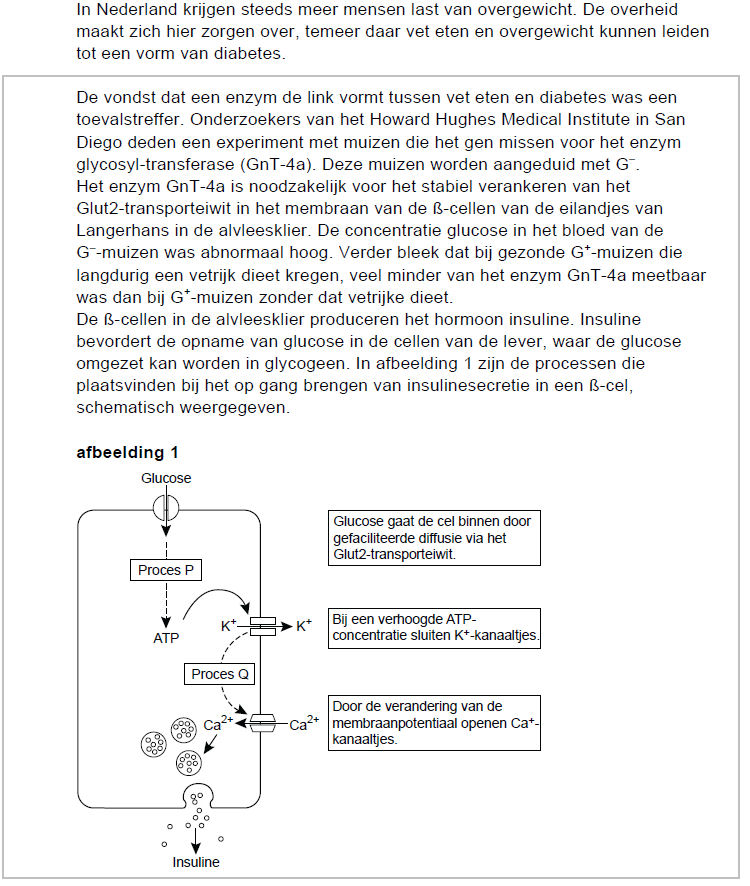 In Nederland krijgen steeds meer mensen last van overgewicht. De overheid
maakt zich hier zorgen over, temeer daar vet eten en overgewicht kunnen leiden
tot een vorm van diabetes.
De vondst dat een enzym de link vormt tussen vet eten en diabetes was een
toevalstreffer. Onderzoekers van het Howard Hughes Medical Institute in San
Diego deden een experiment met muizen die het gen missen voor het enzym
glycosyl-transferase (GnT-4a). Deze muizen worden aangeduid met G⁻.
Het enzym GnT-4a is noodzakelijk voor het stabiel verankeren van het
Glut2-transporteiwit in het membraan van de ß-cellen van de eilandjes van
Langerhans in de alvleesklier. De concentratie glucose in het bloed van de
G⁻-muizen was abnormaal hoog. Verder bleek dat bij gezonde G⁺-muizen die
langdurig een vetrijk dieet kregen, veel minder van het enzym GnT-4a meetbaar
was dan bij G⁺-muizen zonder dat vetrijke dieet.
De ß-cellen in de alvleesklier produceren het hormoon insuline. Insuline
bevordert de opname van glucose in de cellen van de lever, waar de glucose
omgezet kan worden in glycogeen. In afbeelding 1 zijn de processen die
plaatsvinden bij het op gang brengen van insulinesecretie in een ß-cel,
schematisch weergegeven.
afbeelding 1
Glucose
Glucose gaat de cel binnen door
gefaciliteerde diffusie via het
Glut2-transporteiwit.
Proces P
ATP
K⁺
K⁺
Bij een verhoogde ATP-
concentratie sluiten K⁺-kanaaltjes.
Proces Q
Ca²⁺
Ca²⁺
Door de verandering van de
membraanpotentiaal openen Ca⁺-
kanaaltjes.
Insuline